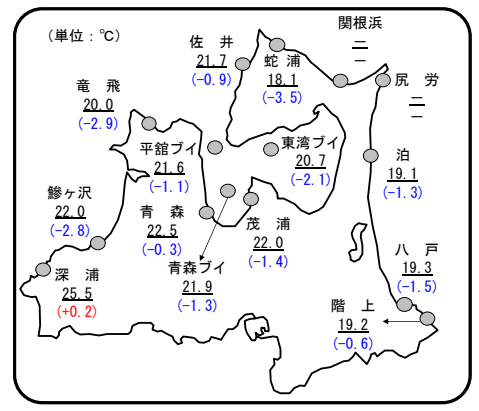 （単位：℃）
関根浜
－
－
佐 井
21.7
(-0.9)
蛇 浦
18.1
(-3.5)
尻 労
－
－
竜 飛
20.0
(-2.9)
平舘ブイ
21.6
(-1.1)
東湾ブイ
20.7
(-2.1)
泊
19.1
(-1.3)
鰺ヶ沢
22.0
(-2.8)
青 森
22.5
(-0.3)
茂 浦
22.0
(-1.4)
八 戸
19.3
(-1.5)
深 浦
25.5
(+0.2)
青森ブイ
21.9
(-1.3)
階 上
19.2
(-0.6)